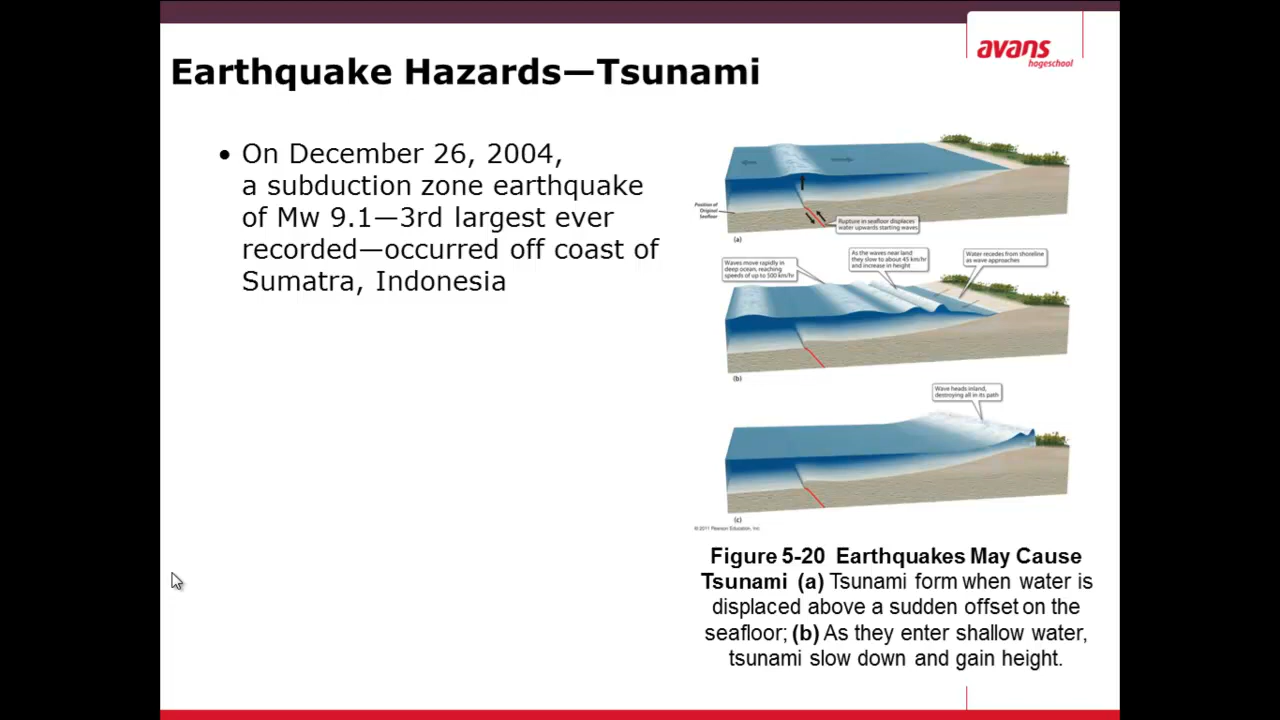 avans
hogeschool
Earthquake Hazards—Tsunami
• On December 26, 2004,
a subduction zone earthquake
of Mw 9.1—3rd largest ever
recorded—occurred off coast of
Sumatra, Indonesia
Position of
Original
Seafloor
Rupture in seafloor displaces
water upwards starting waves
(a)
Waves move rapidly in
deep ocean, reaching
speeds of up to 500 km/hr
As the waves near land
they slow to about 45 km/hr
and increase in height
Water recedes from shoreline
as wave approaches
(b)
Wave heads inland,
destroying all in its path
(c)
© 2011 Pearson Education, Inc.
Figure 5-20 Earthquakes May Cause
Tsunami (a) Tsunami form when water is
displaced above a sudden offset on the
seafloor; (b) As they enter shallow water,
tsunami slow down and gain height.